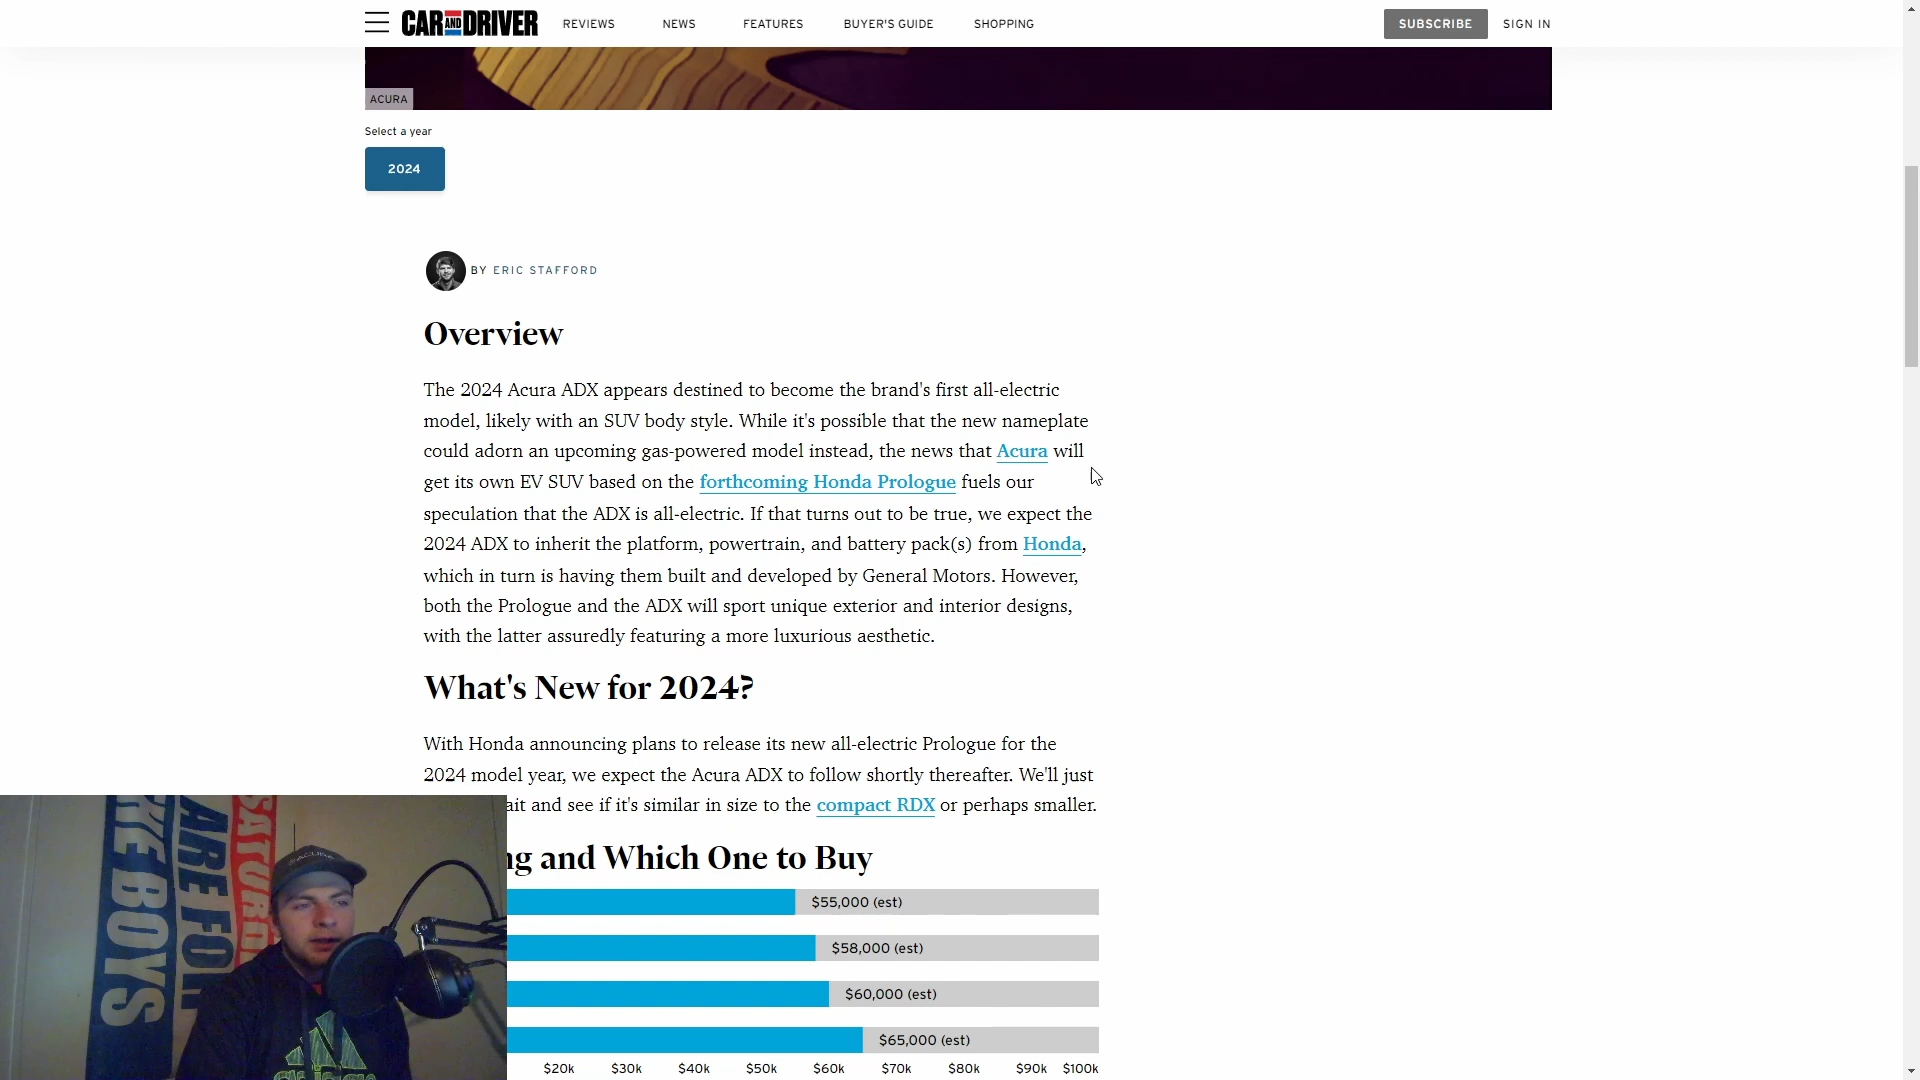 CAR AND DRIVER REVIEWS NEWS FEATURES BUYER'S GUIDE SHOPPING SUBSCRIBE SIGN IN
ACURA
Select a year
2024
BY ERIC STAFFORD
Overview
The 2024 Acura ADX appears destined to become the brand's first all-electric
model, likely with an SUV body style. While it's possible that the new nameplate
could adorn an upcoming gas-powered model instead, the news that Acura will
get its own EV SUV based on the forthcoming Honda Prologue fuels our
speculation that the ADX is all-electric. If that turns out to be true, we expect the
2024 ADX to inherit the platform, powertrain, and battery pack(s) from Honda,
which in turn is having them built and developed by General Motors. However,
both the Prologue and the ADX will sport unique exterior and interior designs,
with the latter assuredly featuring a more luxurious aesthetic.
What's New for 2024?
With Honda announcing plans to release its new all-electric Prologue for the
2024 model year, we expect the Acura ADX to follow shortly thereafter. We'll just
ait and see if it's similar in size to the compact RDX or perhaps smaller.
ng and Which One to Buy
$55,000 (est)
$58,000 (est)
$60,000 (est)
$65,000 (est)
$20k $30k $40k $50k $60k $70k $80k $90k $100k
SATURD
ARE FO
KE BOYS
ACURA